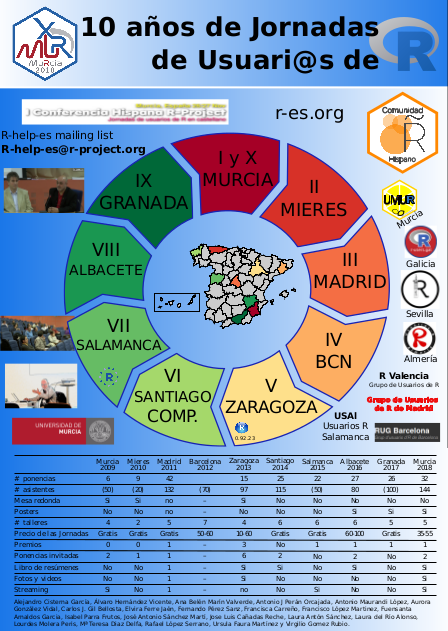 10 años de Jornadas
de Usuari@s de
R
MuRcia
2010
I Conferencia Hispana R-Project
r-es.org
Comunidad
R
Hispano
R-help-es mailing list
R-help-es@r-project.org
I y X
MURCIA
II
MIERES
III
MADRID
IV
BCN
V
ZARAGOZA
0.92.23
VI
SANTIAGO
COMP.
VII
SALAMANCA
VIII
ALBACETE
IX
GRANADA
UMUR
Murcia
Galicia
Sevilla
Almería
R Valencia
Grupo de Usuarios de R
Grupo de Usuarios
de R de Madrid
USAl
Usuarios R
Salamanca
RUG Barcelona
UNIVERSIDAD DE
MURCIA
Murcia 2009 Mieres 2010 Madrid 2011 Barcelona 2012 Zaragoza 2013 Santiago 2014 Salmanca 2015 Albacete 2016 Granada 2017 Murcia 2018
# ponencias 6 9 42 15 25 22 27 26 32
# asistentes (50) (20) 132 (70) 97 115 (50) 80 (100) 144
Mesa redonda Si Si no – Si Si No No No No
Posters No No no – No No No Si Si Si
# talleres 4 2 5 7 4 6 6 6 5 5
Precio de las Jornadas Gratis Gratis Gratis 50-60 10-60 Gratis Gratis 60-100 Gratis 35-55
Premios 0 0 1 – 3 No 1 1 1 1
Ponencias invitadas 2 1 1 – 6 2 No 2 No 2
Libro de resúmenes No No 1 – Si No No Si No Si
Fotos y videos No No 1 – Si Si No Si No Si
Streaming No Si 1 – no No Si No Si No
Alejandro Cisterna García, Álvaro Hernández Vicente, Ana Belén Marín Valverde, Antonio J Perán Orcajada, Antonio Maurandi López, Aurora
González Vidal, Carlos J. Gil Bellosta, Elvira Ferre Jaén, Fernando Pérez Sanz, Francisca Carreño, Francisco López Martinez, Fuensanta
Arnaldos García, Isabel Parra Frutos, José Antonio Sánchez Martí, Jose Luis Cañadas Reche, Laura Antón Sánchez, Laura del Río Alonso,
Lourdes Molera Peris, Mª Teresa Díaz Delfa, Rafael López Serrano, Ursula Faura Martínez y Virgilio Gomez Rubio.